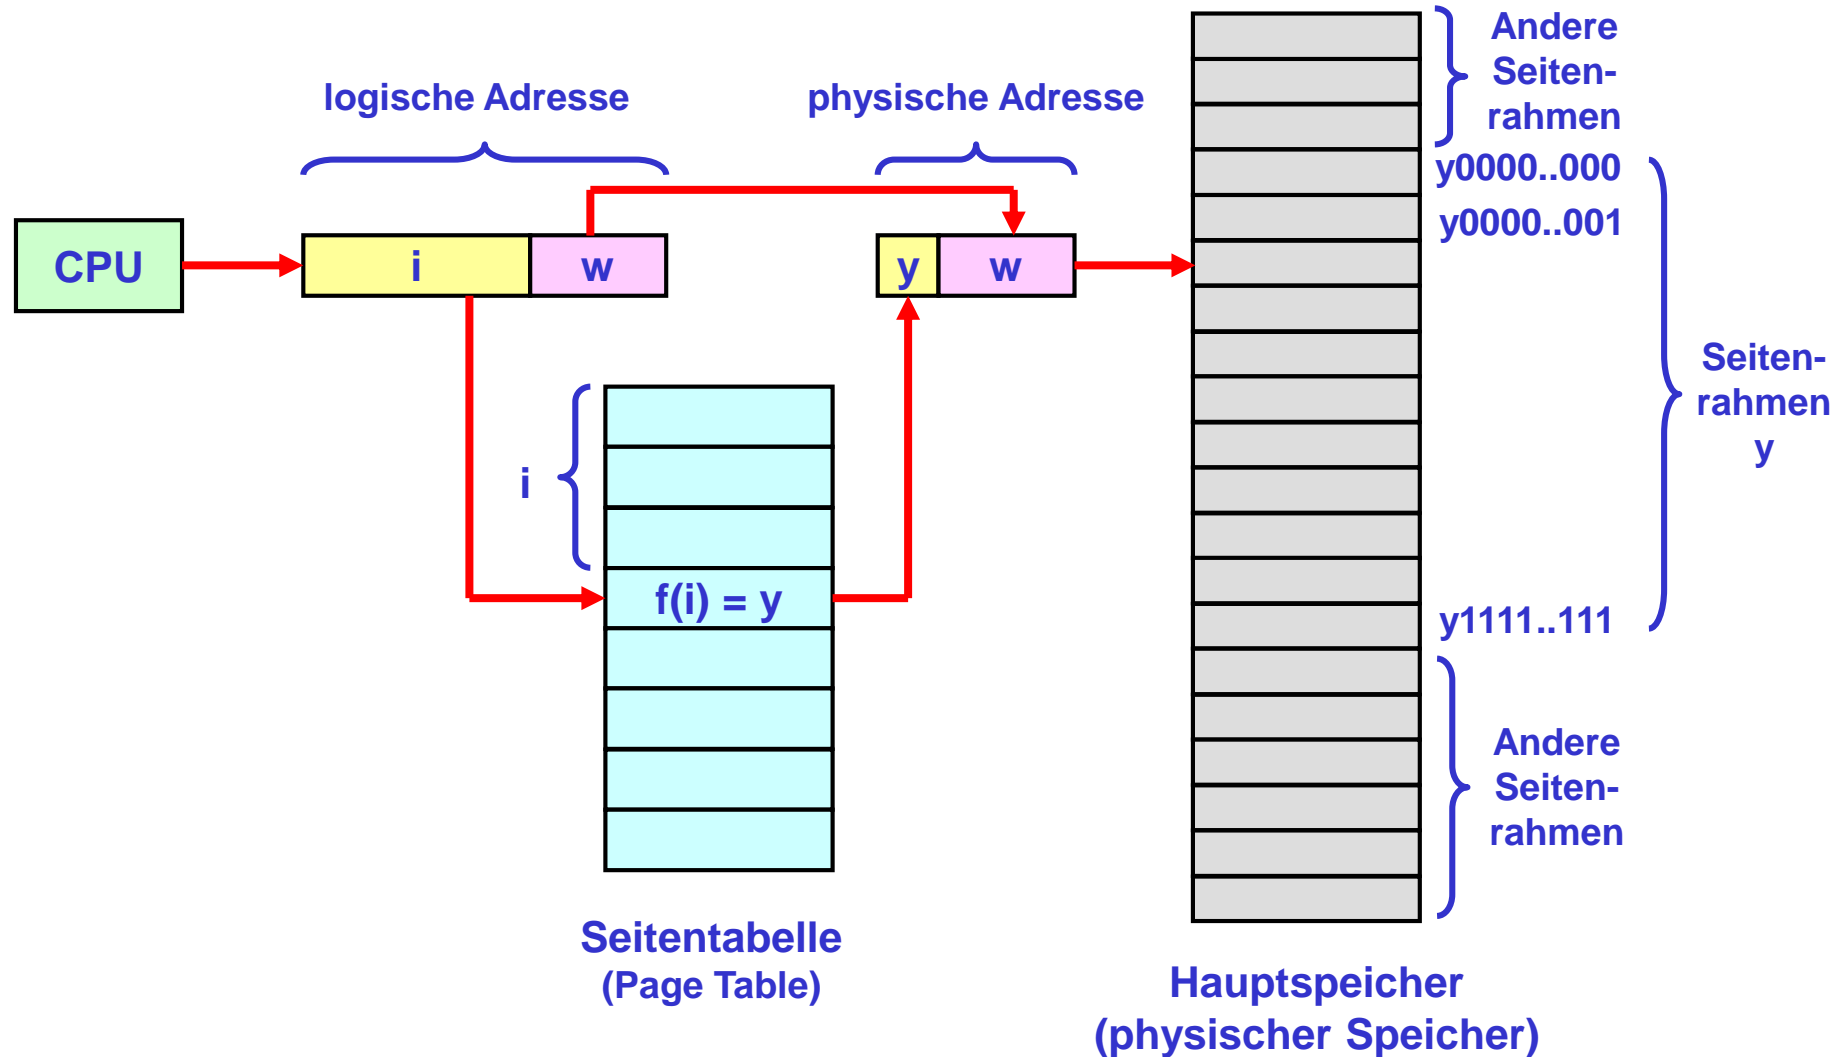 Andere
Seiten-
rahmen
logische Adresse
physische Adresse
y0000..000
y0000..001
CPU
i
w
y
w
Seiten-
rahmen
y
i
f(i) = y
y1111..111
Andere
Seiten-
rahmen
Seitentabelle
(Page Table)
Hauptspeicher
(physischer Speicher)